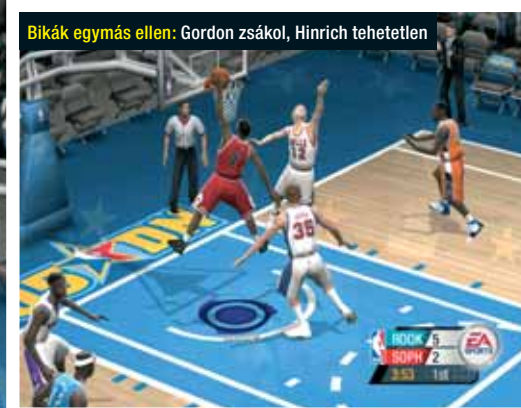 Bikák egymás ellen: Gordon zsákol, Hinrich tehetetlen
12
35
ROOK 5
SOPH 2
3:53 1st
EA
SPORTS